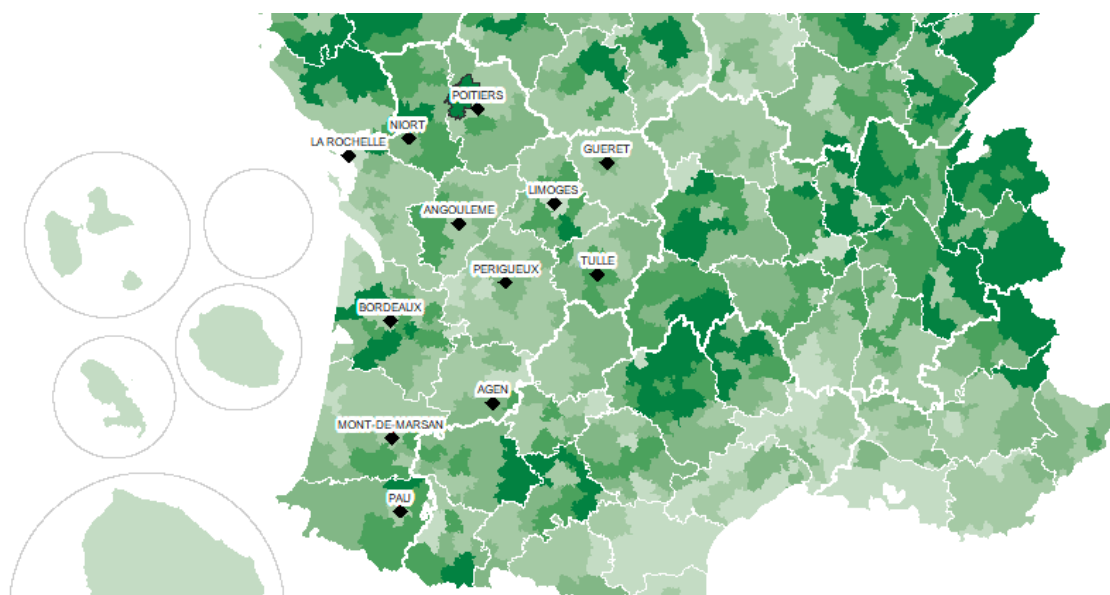 POITIERS
NIORT
LA ROCHELLE
GUERET
LIMOGES
ANGOULEME
PERIGUEUX
TULLE
BORDEAUX
AGEN
MONT-DE-MARSAN
PAU